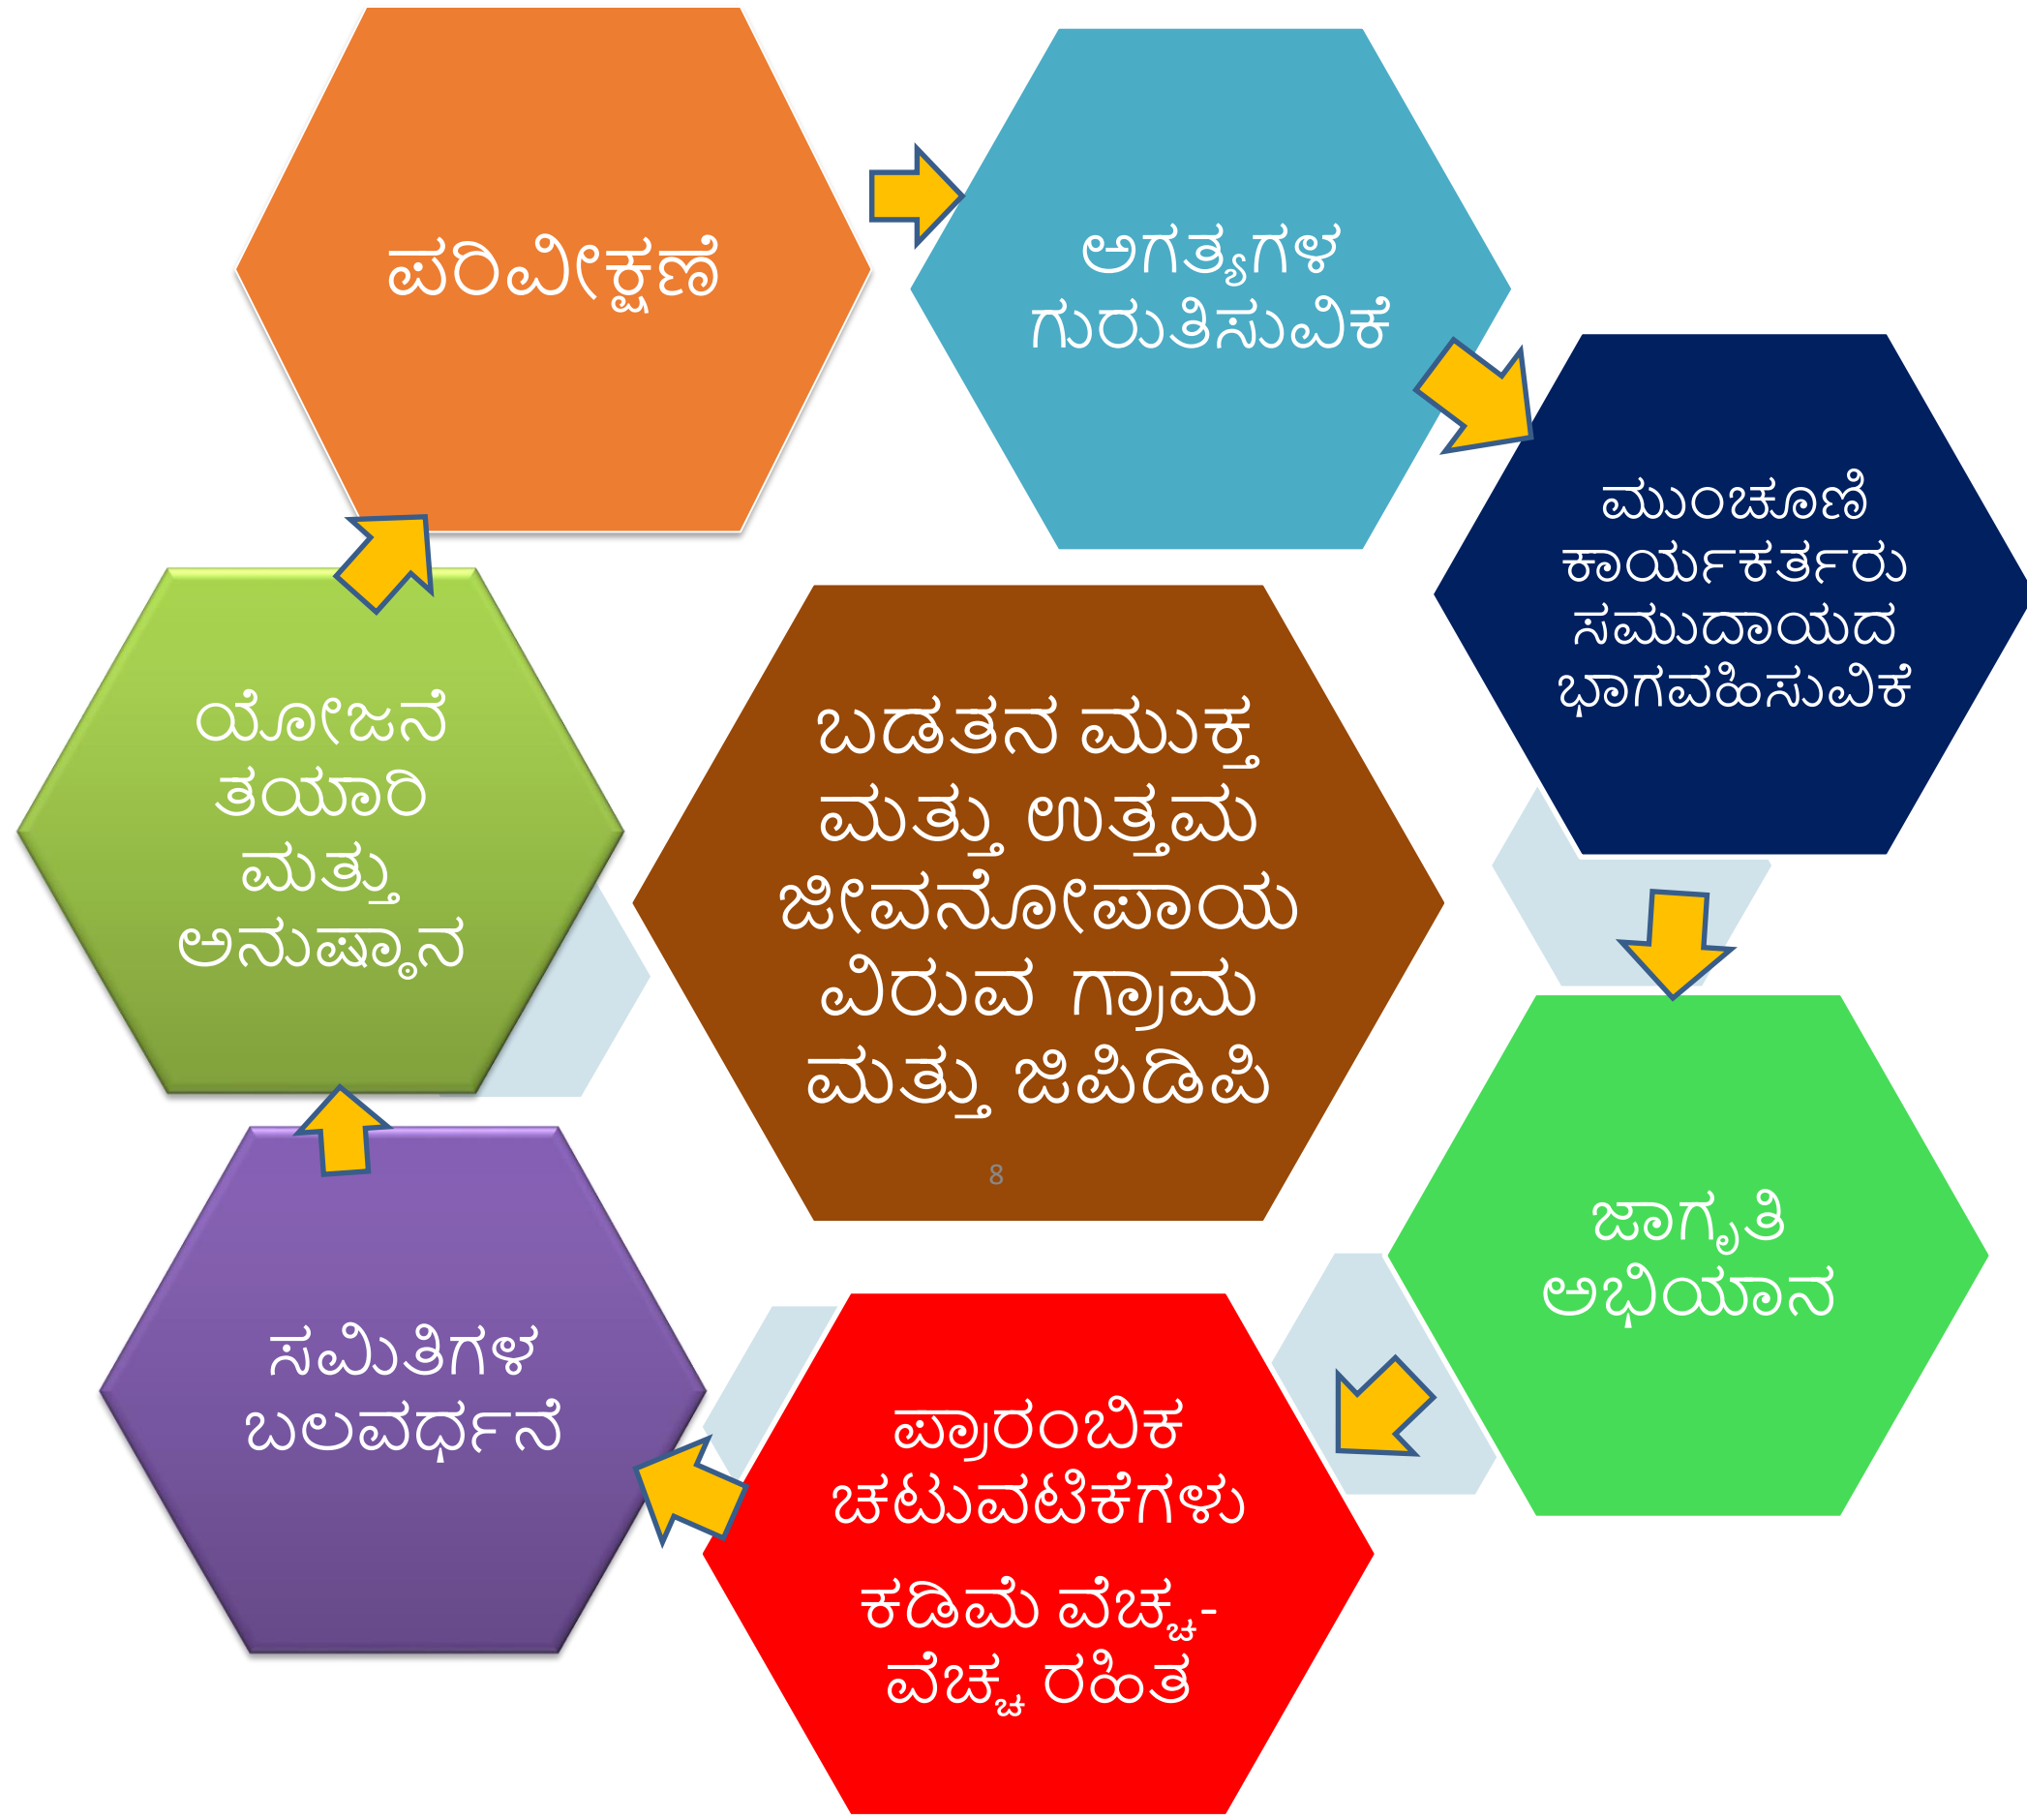 ಪರಿವೀಕ್ಷಣೆ
ಅಗತ್ಯಗಳ
ಗುರುತಿಸುವಿಕೆ
ಮುಂಚೂಣಿ
ಕಾರ್ಯಕರ್ತರು
ಸಮುದಾಯದ
ಭಾಗವಹಿಸುವಿಕೆ
ಯೋಜನೆ
ತಯಾರಿ
ಮತ್ತು
ಅನುಷ್ಠಾನ
ಬಡತನ ಮುಕ್ತ
ಮತ್ತು ಉತ್ತಮ
ಜೀವನೋಪಾಯ
ವಿರುವ ಗ್ರಾಮ
ಮತ್ತು ಜಿಪಿಡಿಪಿ
8
ಜಾಗೃತಿ
ಅಭಿಯಾನ
ಸಮಿತಿಗಳ
ಬಲವರ್ಧನೆ
ಪ್ರಾರಂಬಿಕ
ಚಟುವಟಿಕೆಗಳು
ಕಡಿಮೆ ವೆಚ್ಚ-
ವೆಚ್ಚ ರಹಿತ